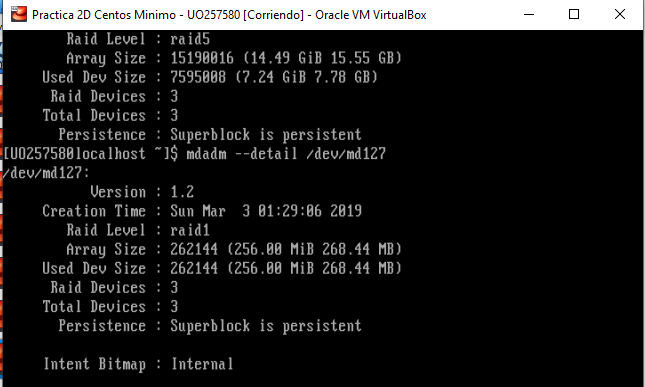 Practica 2D Centos Minimo - UO257580 [Corriendo] - Oracle VM VirtualBox
Raid Level : raid5
Array Size : 15190016 (14.49 GiB 15.55 GB)
Used Dev Size : 7595008 (7.24 GiB 7.78 GB)
Raid Devices : 3
Total Devices : 3
Persistence : Superblock is persistent
[UO257580localhost ~]$ mdadm --detail /dev/md127
/dev/md127:
Version : 1.2
Creation Time : Sun Mar  3 01:29:06 2019
Raid Level : raid1
Array Size : 262144 (256.00 MiB 268.44 MB)
Used Dev Size : 262144 (256.00 MiB 268.44 MB)
Raid Devices : 3
Total Devices : 3
Persistence : Superblock is persistent
Intent Bitmap : Internal